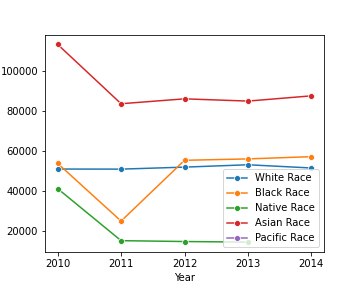 100000
80000
60000
40000
20000
2010 2011 2012 2013 2014
Year
White Race
Black Race
Native Race
Asian Race
Pacific Race